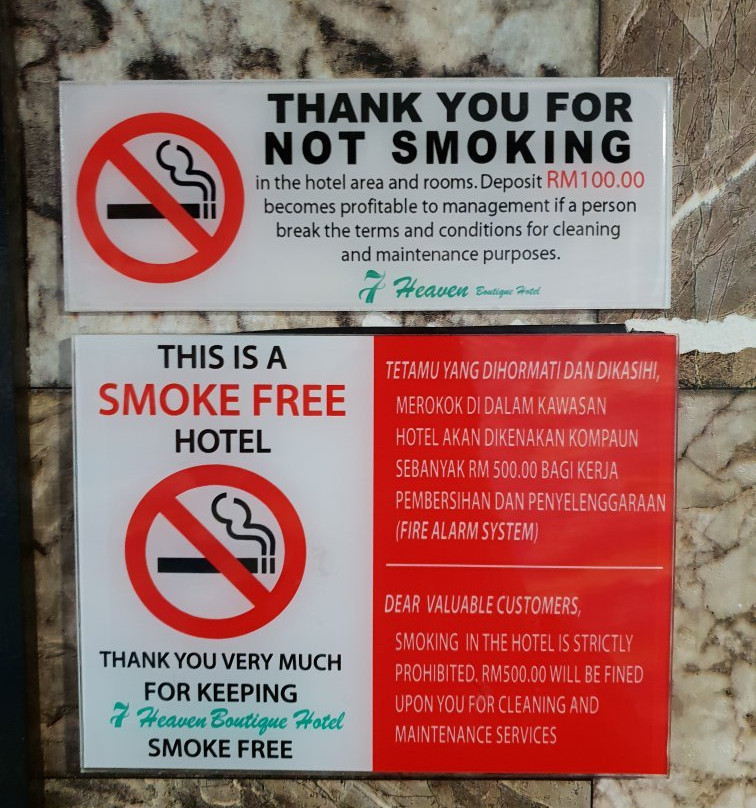 THANK YOU FOR
NOT SMOKING
in the hotel area and rooms. Deposit RM100.00
becomes profitable to management if a person
break the terms and conditions for cleaning
and maintenance purposes.
7 Heaven Boutique Hotel
THIS IS A
SMOKE FREE
HOTEL
THANK YOU VERY MUCH
FOR KEEPING
7 Heaven Boutique Hotel
SMOKE FREE
TETAMU YANG DIHORMATI DAN DIKASIHI,
MEROKOK DI DALAM KAWASAN
HOTEL AKAN DIKENAKAN KOMPAUN
SEBANYAK RM 500.00 BAGI KERJA
PEMBERSIHAN DAN PENYELENGGARAAN
(FIRE ALARM SYSTEM)
DEAR VALUABLE CUSTOMERS,
SMOKING IN THE HOTEL IS STRICTLY
PROHIBITED. RM500.00 WILL BE FINED
UPON YOU FOR CLEANING AND
MAINTENANCE SERVICES